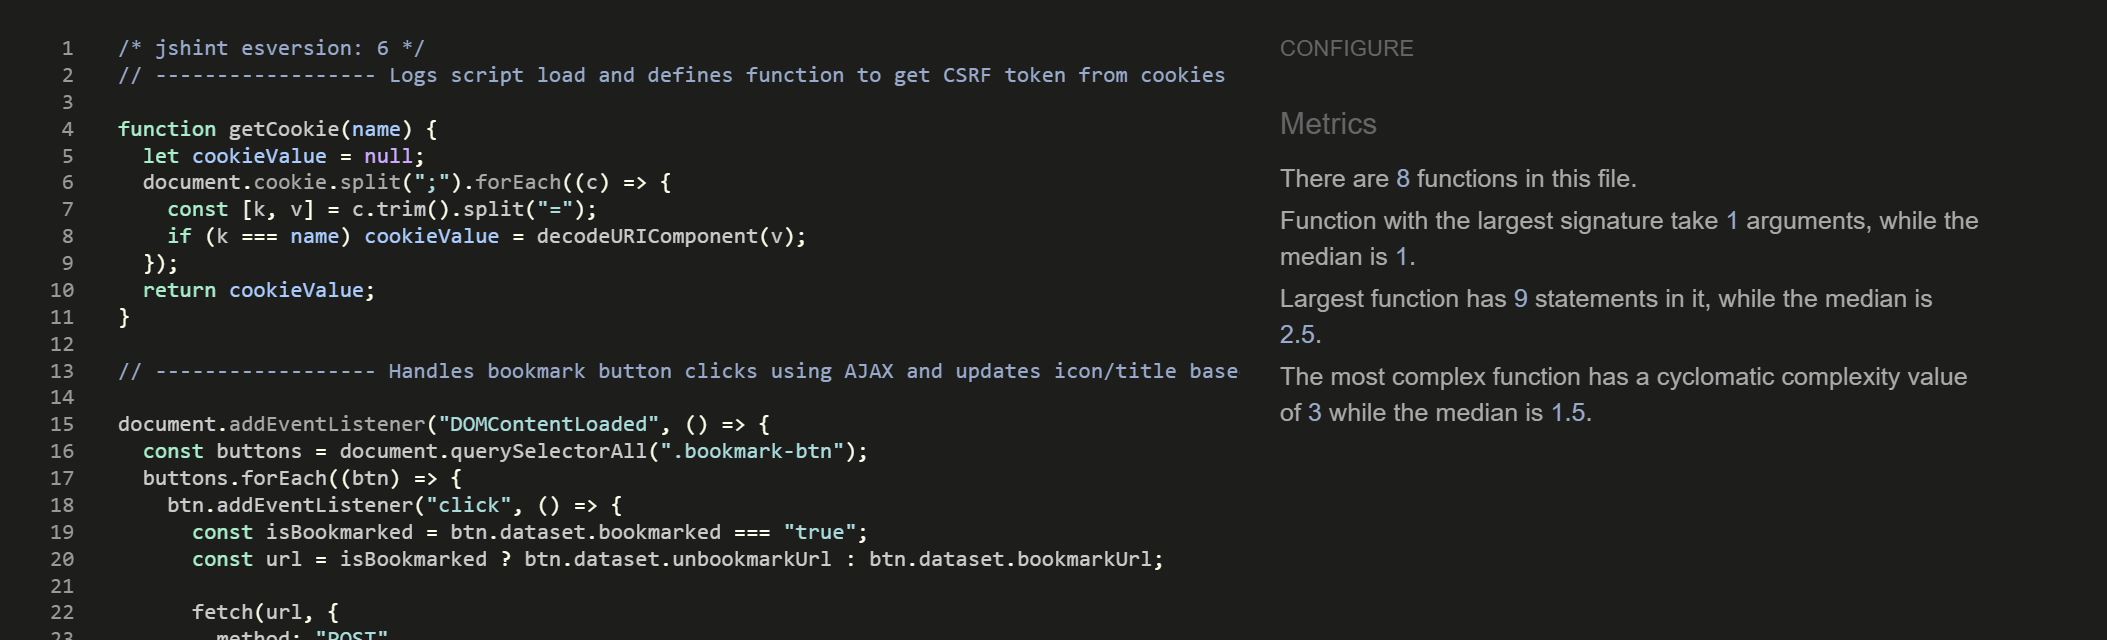 1 /* jshint esversion: 6 */
2 // ------------------ Logs script load and defines function to get CSRF token from cookies
3
4 function getCookie(name) {
5   let cookieValue = null;
6   document.cookie.split(";").forEach((c) => {
7     const [k, v] = c.trim().split("=");
8     if (k === name) cookieValue = decodeURIComponent(v);
9   });
10   return cookieValue;
11 }
12
13 // ------------------ Handles bookmark button clicks using AJAX and updates icon/title base
14
15 document.addEventListener("DOMContentLoaded", () => {
16   const buttons = document.querySelectorAll(".bookmark-btn");
17   buttons.forEach((btn) => {
18     btn.addEventListener("click", () => {
19       const isBookmarked = btn.dataset.bookmarked === "true";
20       const url = isBookmarked ? btn.dataset.unbookmarkUrl : btn.dataset.bookmarkUrl;
21
22       fetch(url, {
23         method: "POST"
CONFIGURE
Metrics
There are 8 functions in this file.
Function with the largest signature take 1 arguments, while the
median is 1.
Largest function has 9 statements in it, while the median is
2.5.
The most complex function has a cyclomatic complexity value
of 3 while the median is 1.5.